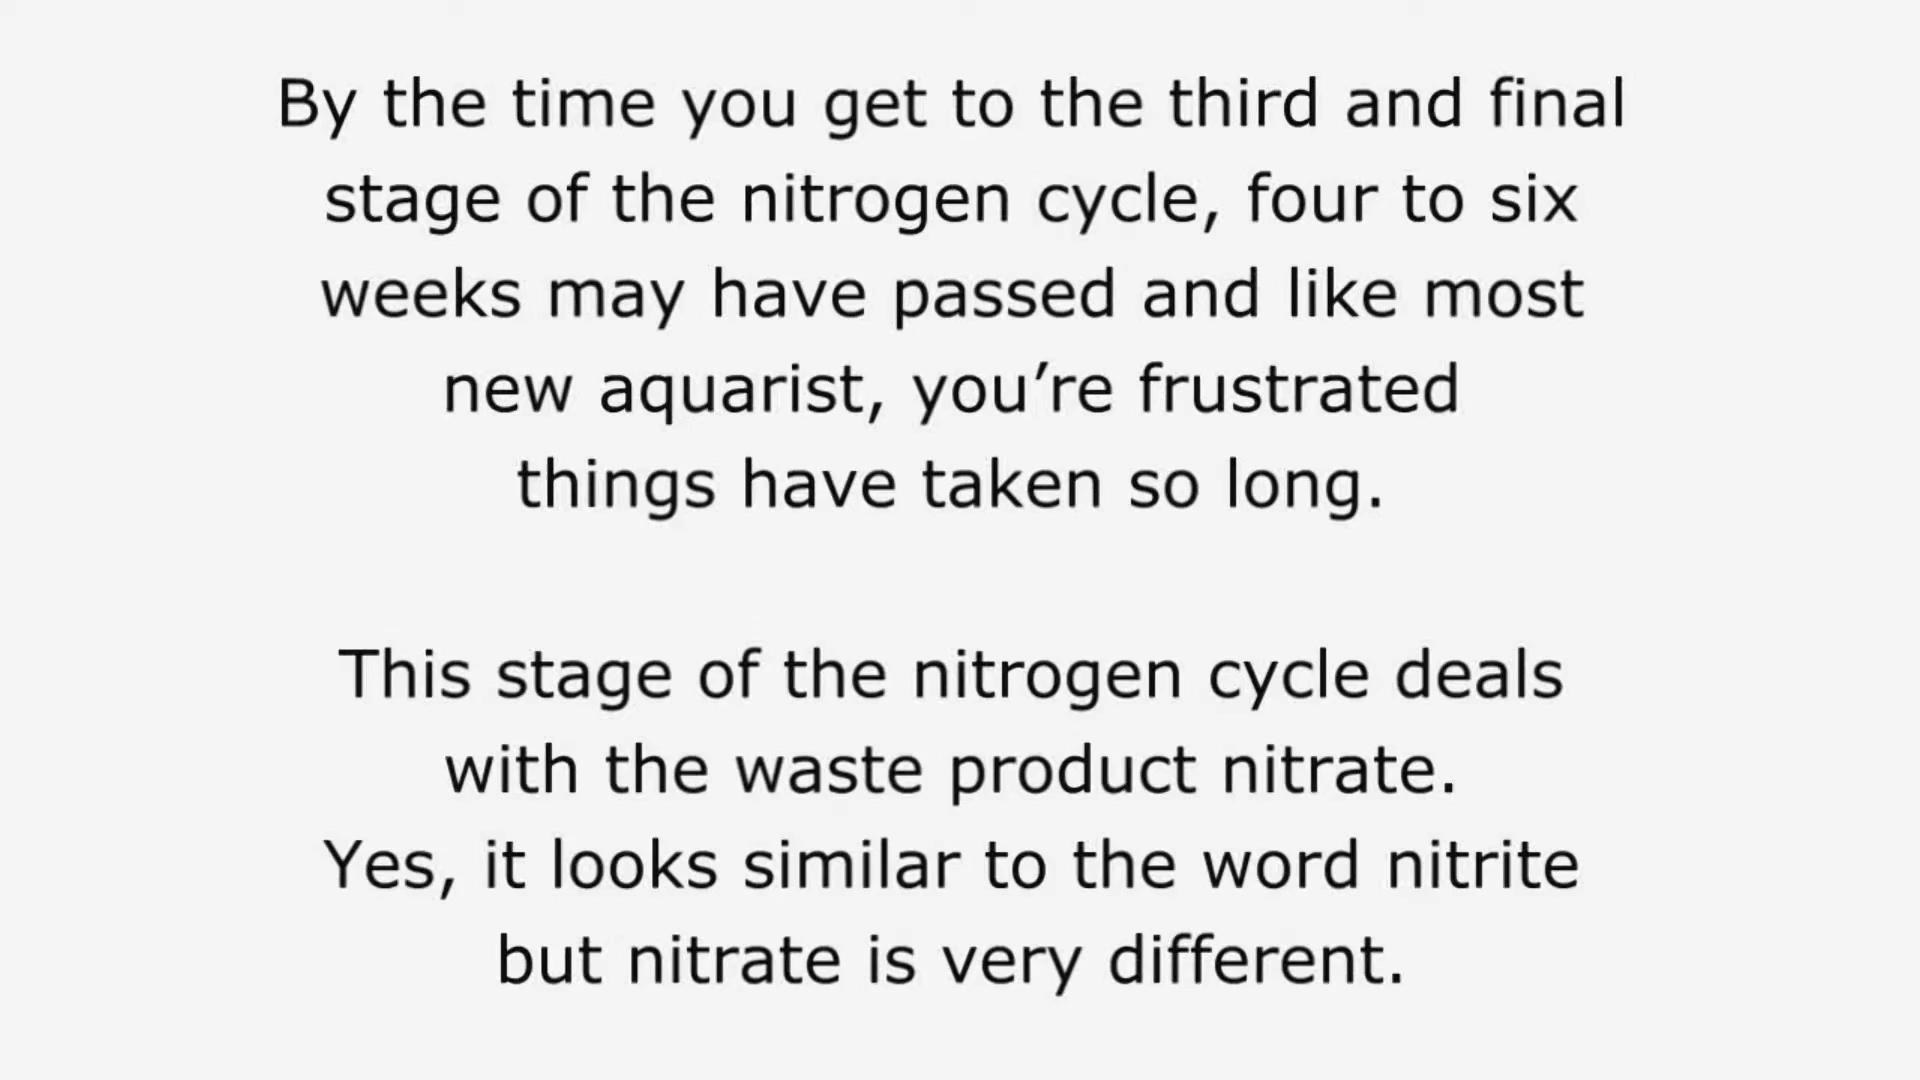 By the time you get to the third and final
stage of the nitrogen cycle, four to six
weeks may have passed and like most
new aquarist, you’re frustrated
things have taken so long.
This stage of the nitrogen cycle deals
with the waste product nitrate.
Yes, it looks similar to the word nitrite
but nitrate is very different.